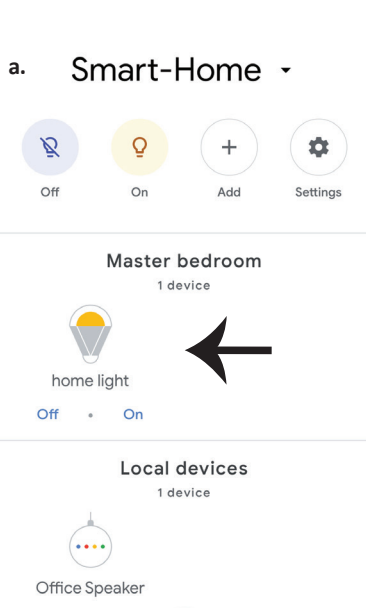 a. Smart-Home
Off On Add Settings
Master bedroom
1 device
home light
Off • On
Local devices
1 device
Office Speaker